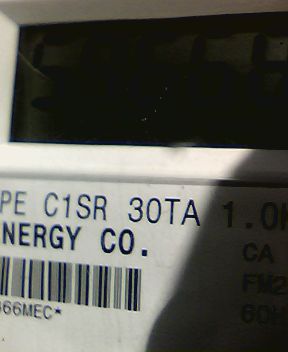 PE C1SR 30TA 1.0
NERGY CO.
CA
FM2
60H
66MEC*